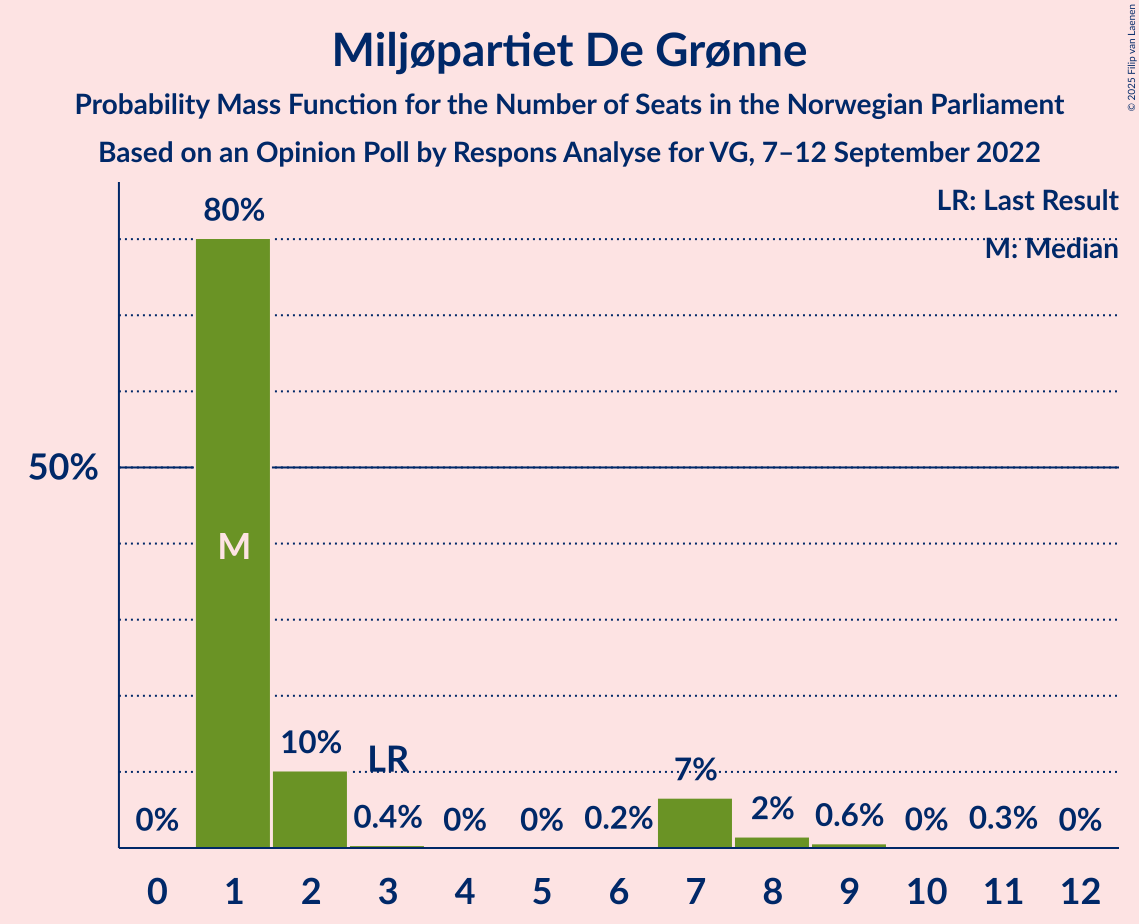 Miljøpartiet De Grønne
Probability Mass Function for the Number of Seats in the Norwegian Parliament
Based on an Opinion Poll by Respons Analyse for VG, 7–12 September 2022
© 2025 Filip van Laenen
LR: Last Result
M: Median
80%
50%
M
10%
LR
7%
0%
0.4%
0%
0%
0.2%
2%
0.6%
0%
0.3%
0%
0 1 2 3 4 5 6 7 8 9 10 11 12